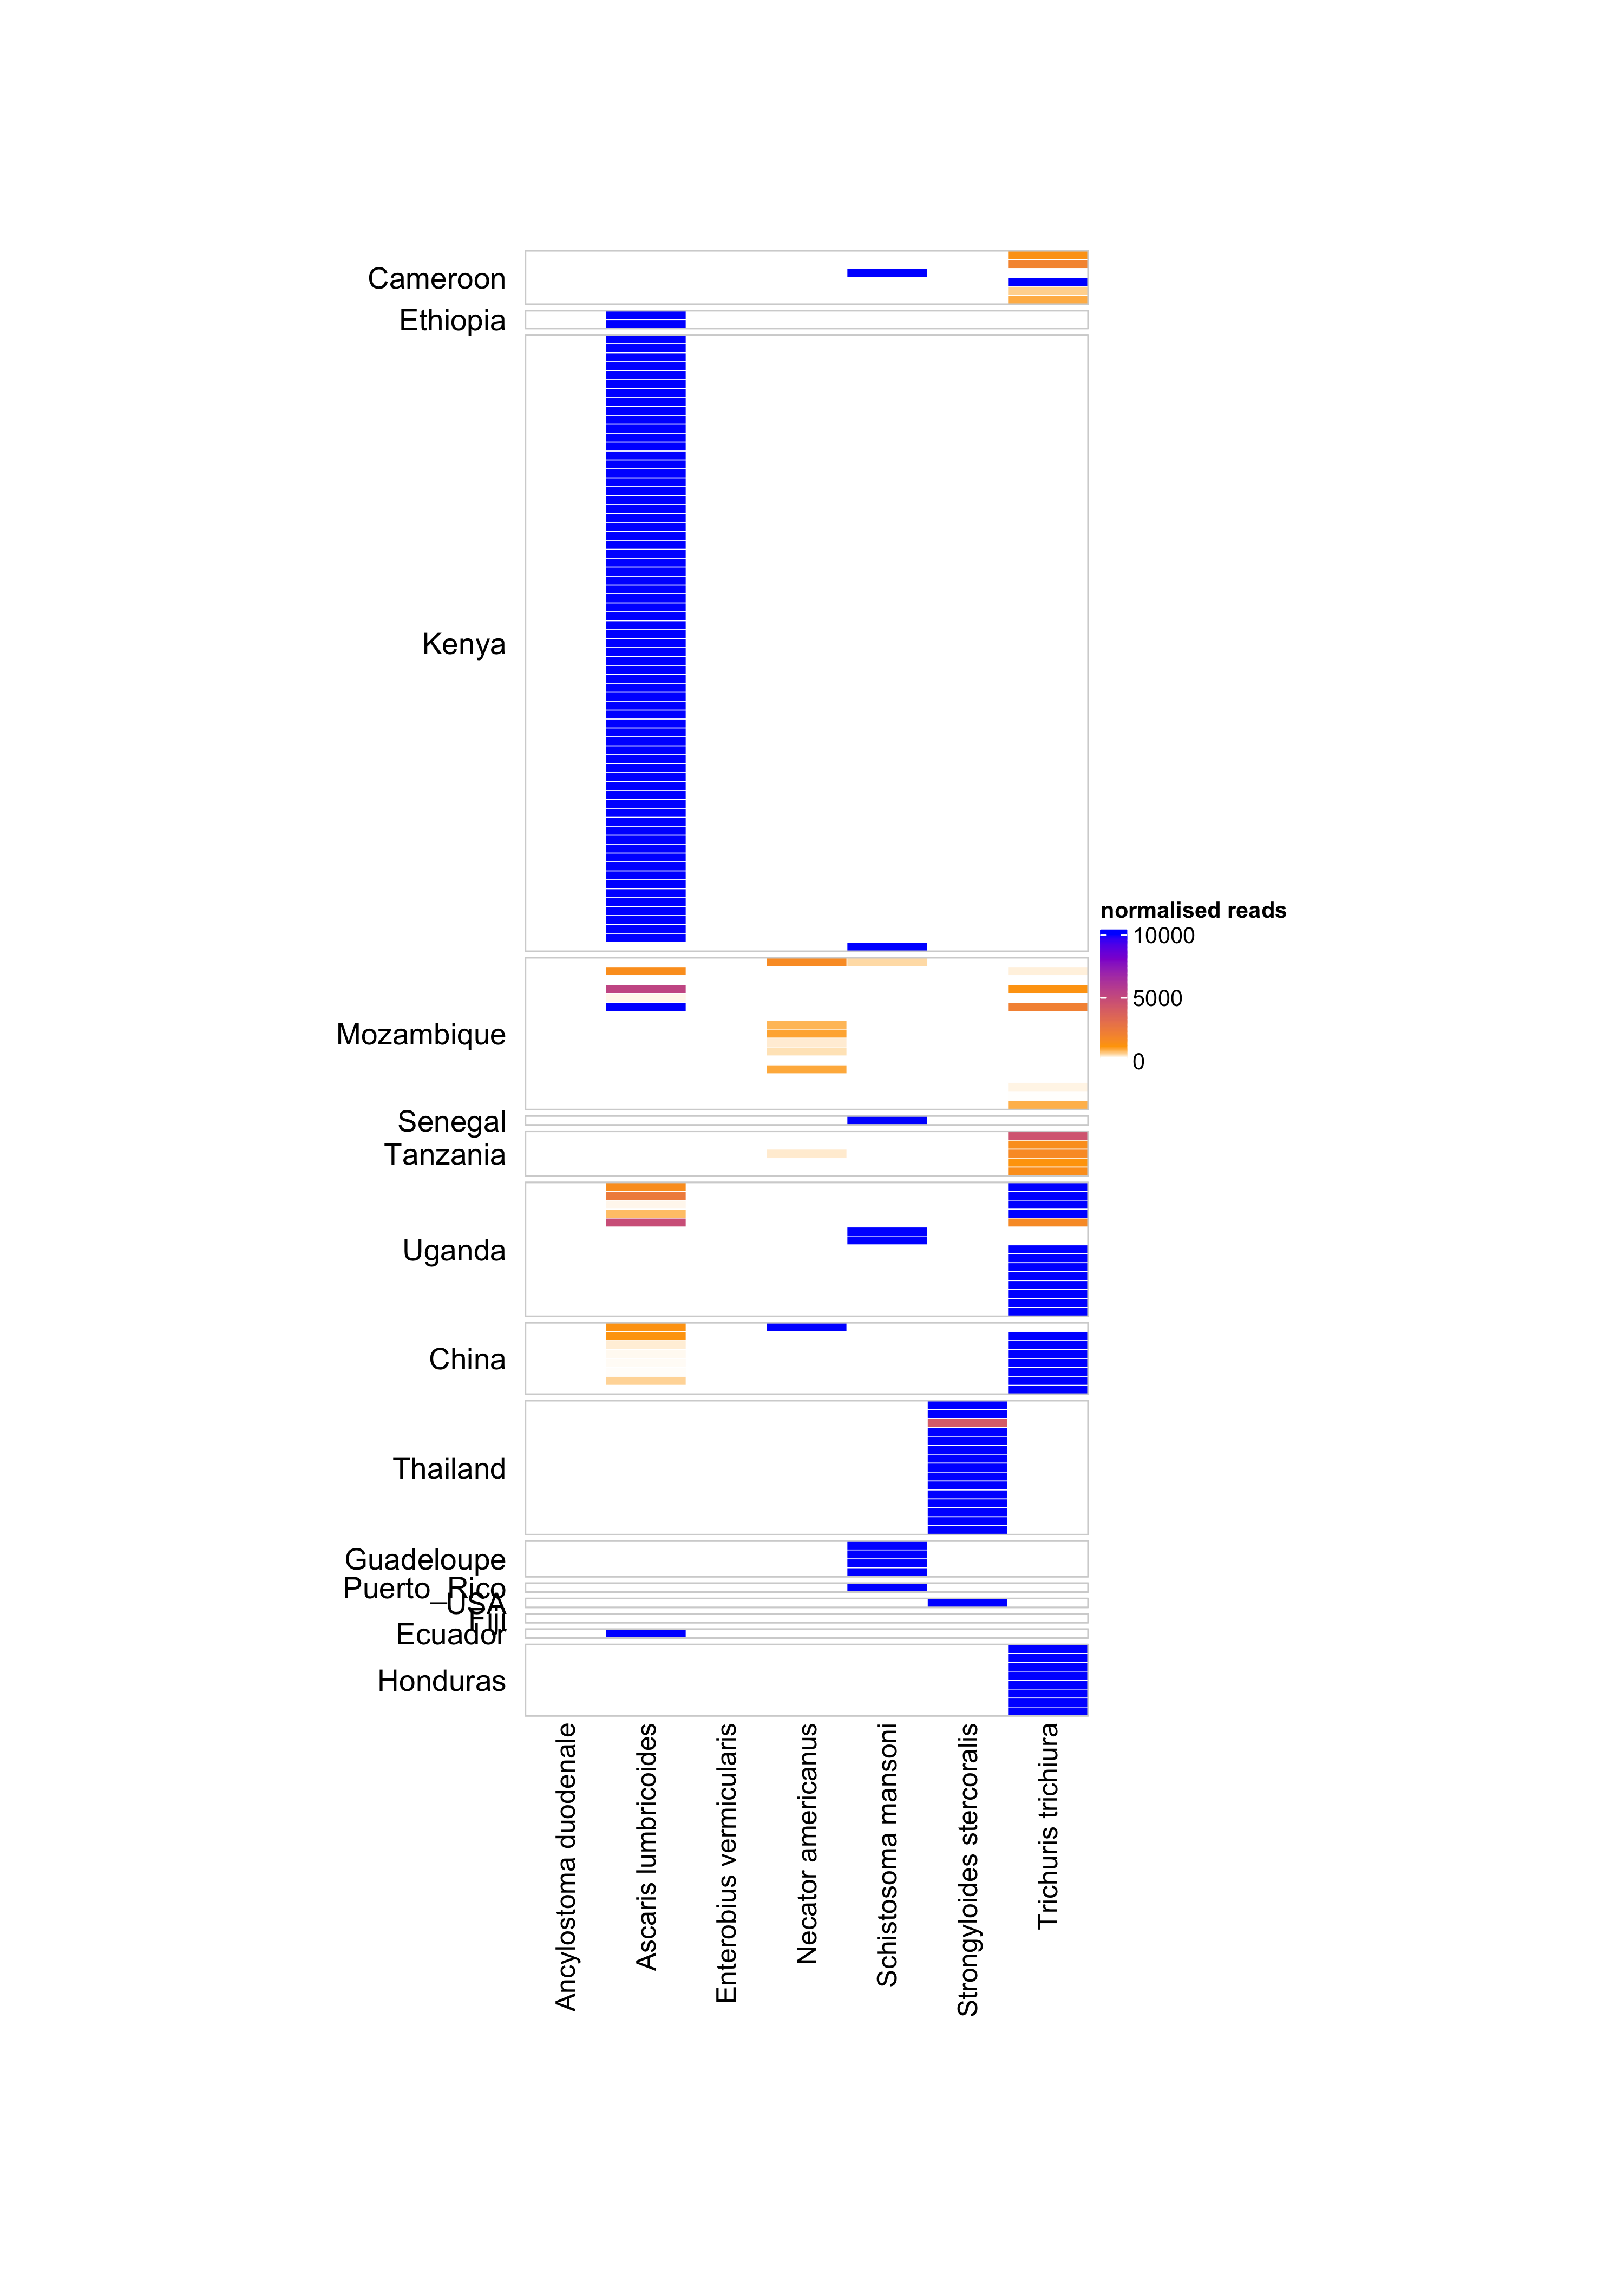 Cameroon
Ethiopia
Kenya
normalised reads
10000
5000
0
Mozambique
Senegal
Tanzania
Uganda
China
Thailand
Guadeloupe
Puerto_Rico
USA
Fiji
Ecuador
Honduras
Ancylostoma duodenale
Ascaris lumbricoides
Enterobius vermicularis
Necator americanus
Schistosoma mansoni
Strongyloides stercoralis
Trichuris trichiura